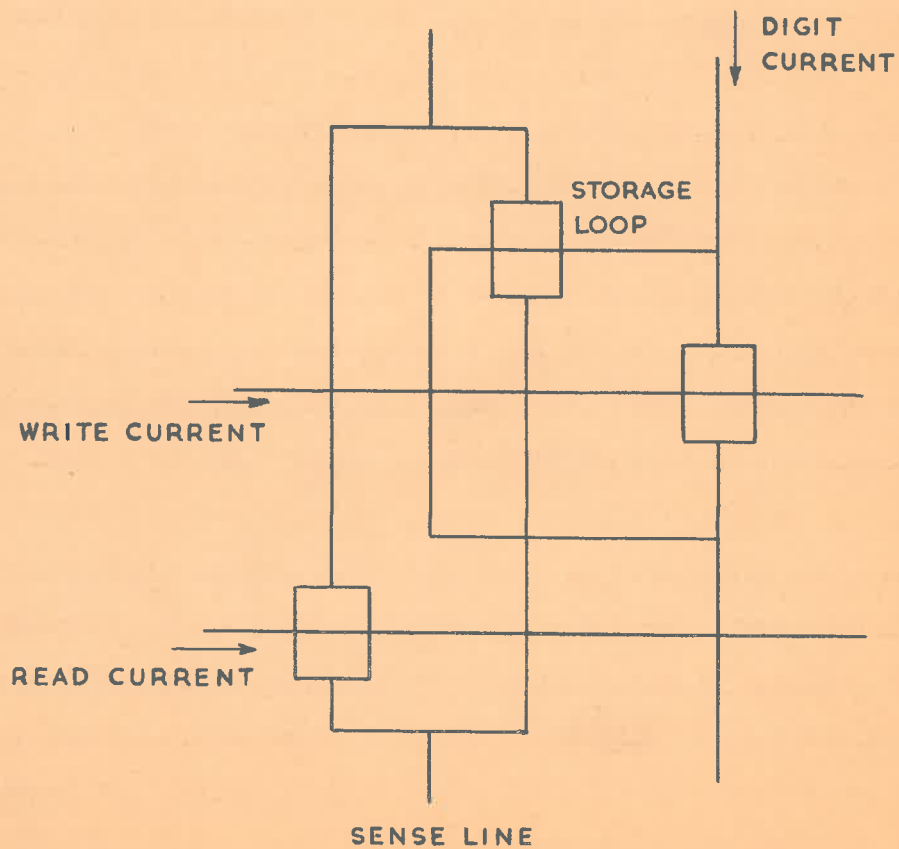 DIGIT
CURRENT
STORAGE
LOOP
WRITE CURRENT
READ CURRENT
SENSE LINE